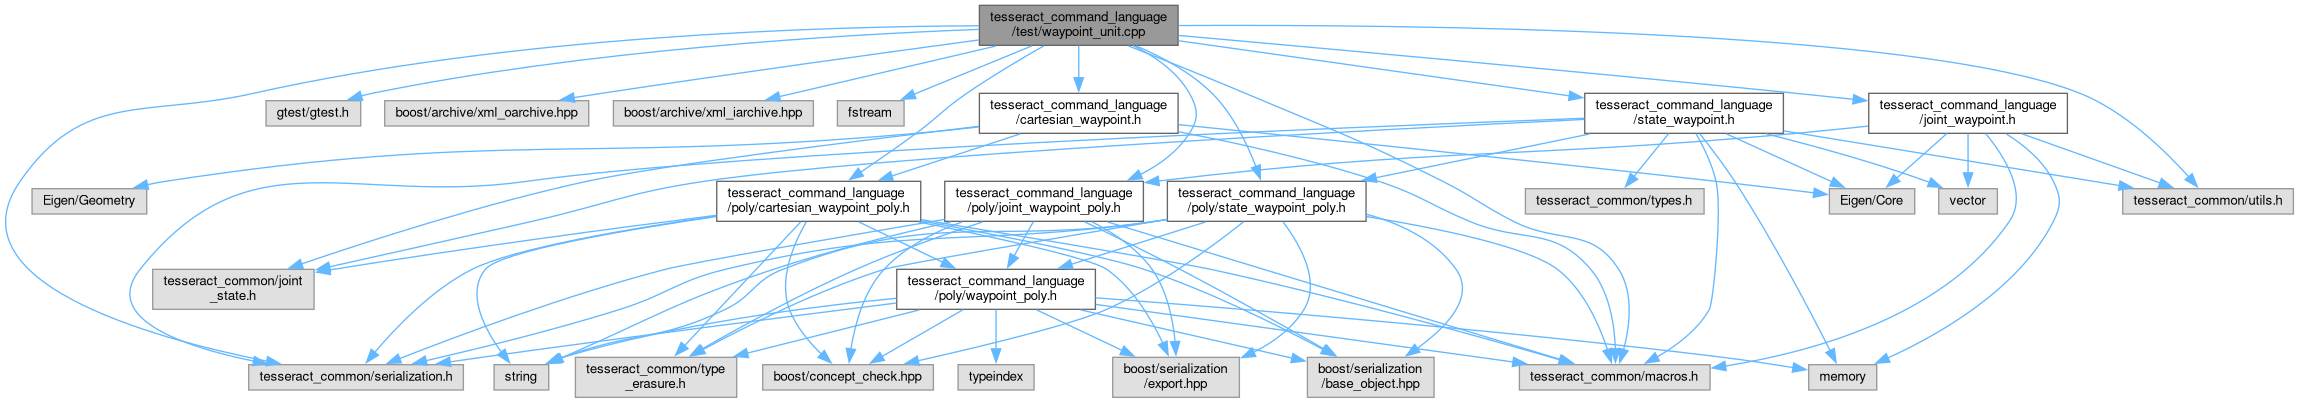 tesseract_command_language
/test/waypoint_unit.cpp
gtest/gtest.h
boost/archive/xml_oarchive.hpp
boost/archive/xml_iarchive.hpp
fstream
tesseract_command_language
/cartesian_waypoint.h
tesseract_command_language
/state_waypoint.h
tesseract_command_language
/joint_waypoint.h
Eigen/Geometry
tesseract_command_language
/poly/cartesian_waypoint_poly.h
tesseract_command_language
/poly/joint_waypoint_poly.h
tesseract_command_language
/poly/state_waypoint_poly.h
tesseract_common/types.h
Eigen/Core
vector
tesseract_common/utils.h
tesseract_common/joint
_state.h
tesseract_command_language
/poly/waypoint_poly.h
tesseract_common/serialization.h
string
tesseract_common/type
_erasure.h
boost/concept_check.hpp
typeindex
boost/serialization
/export.hpp
boost/serialization
/base_object.hpp
tesseract_common/macros.h
memory